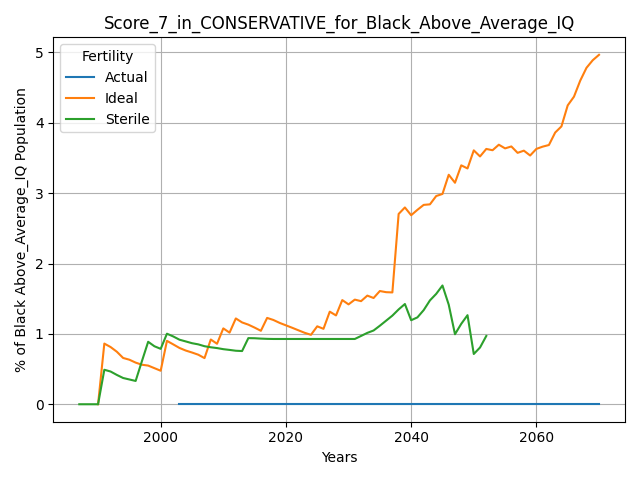 Score_7_in_CONSERVATIVE_for_Black_Above_Average_IQ
Fertility
Actual
Ideal
Sterile
% of Black Above_Average_IQ Population
5
4
3
2
1
0
2000
2020
2040
2060
Years